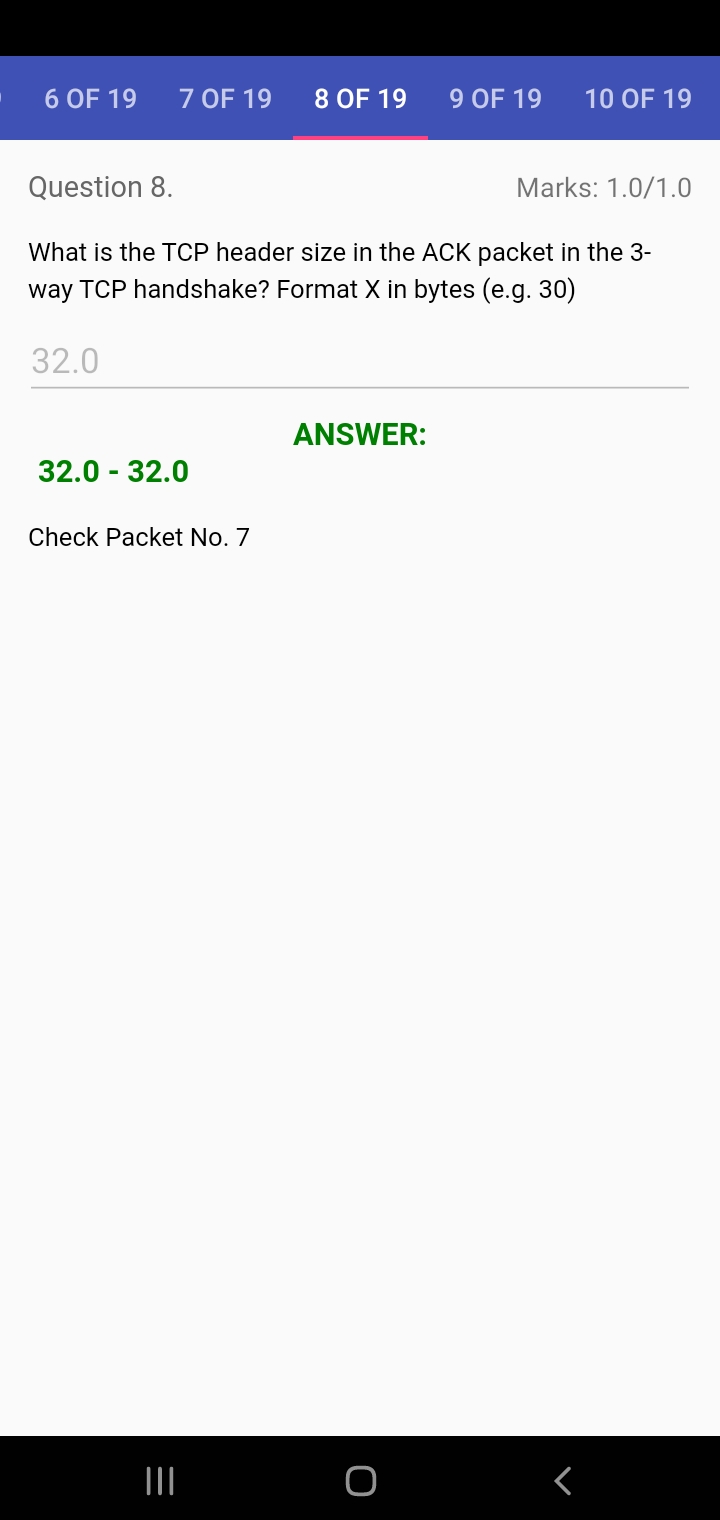 6 OF 19 7 OF 19 8 OF 19 9 OF 19 10 OF 19
Question 8. Marks: 1.0/1.0
What is the TCP header size in the ACK packet in the 3-
way TCP handshake? Format X in bytes (e.g. 30)
32.0
ANSWER:
32.0 - 32.0
Check Packet No. 7